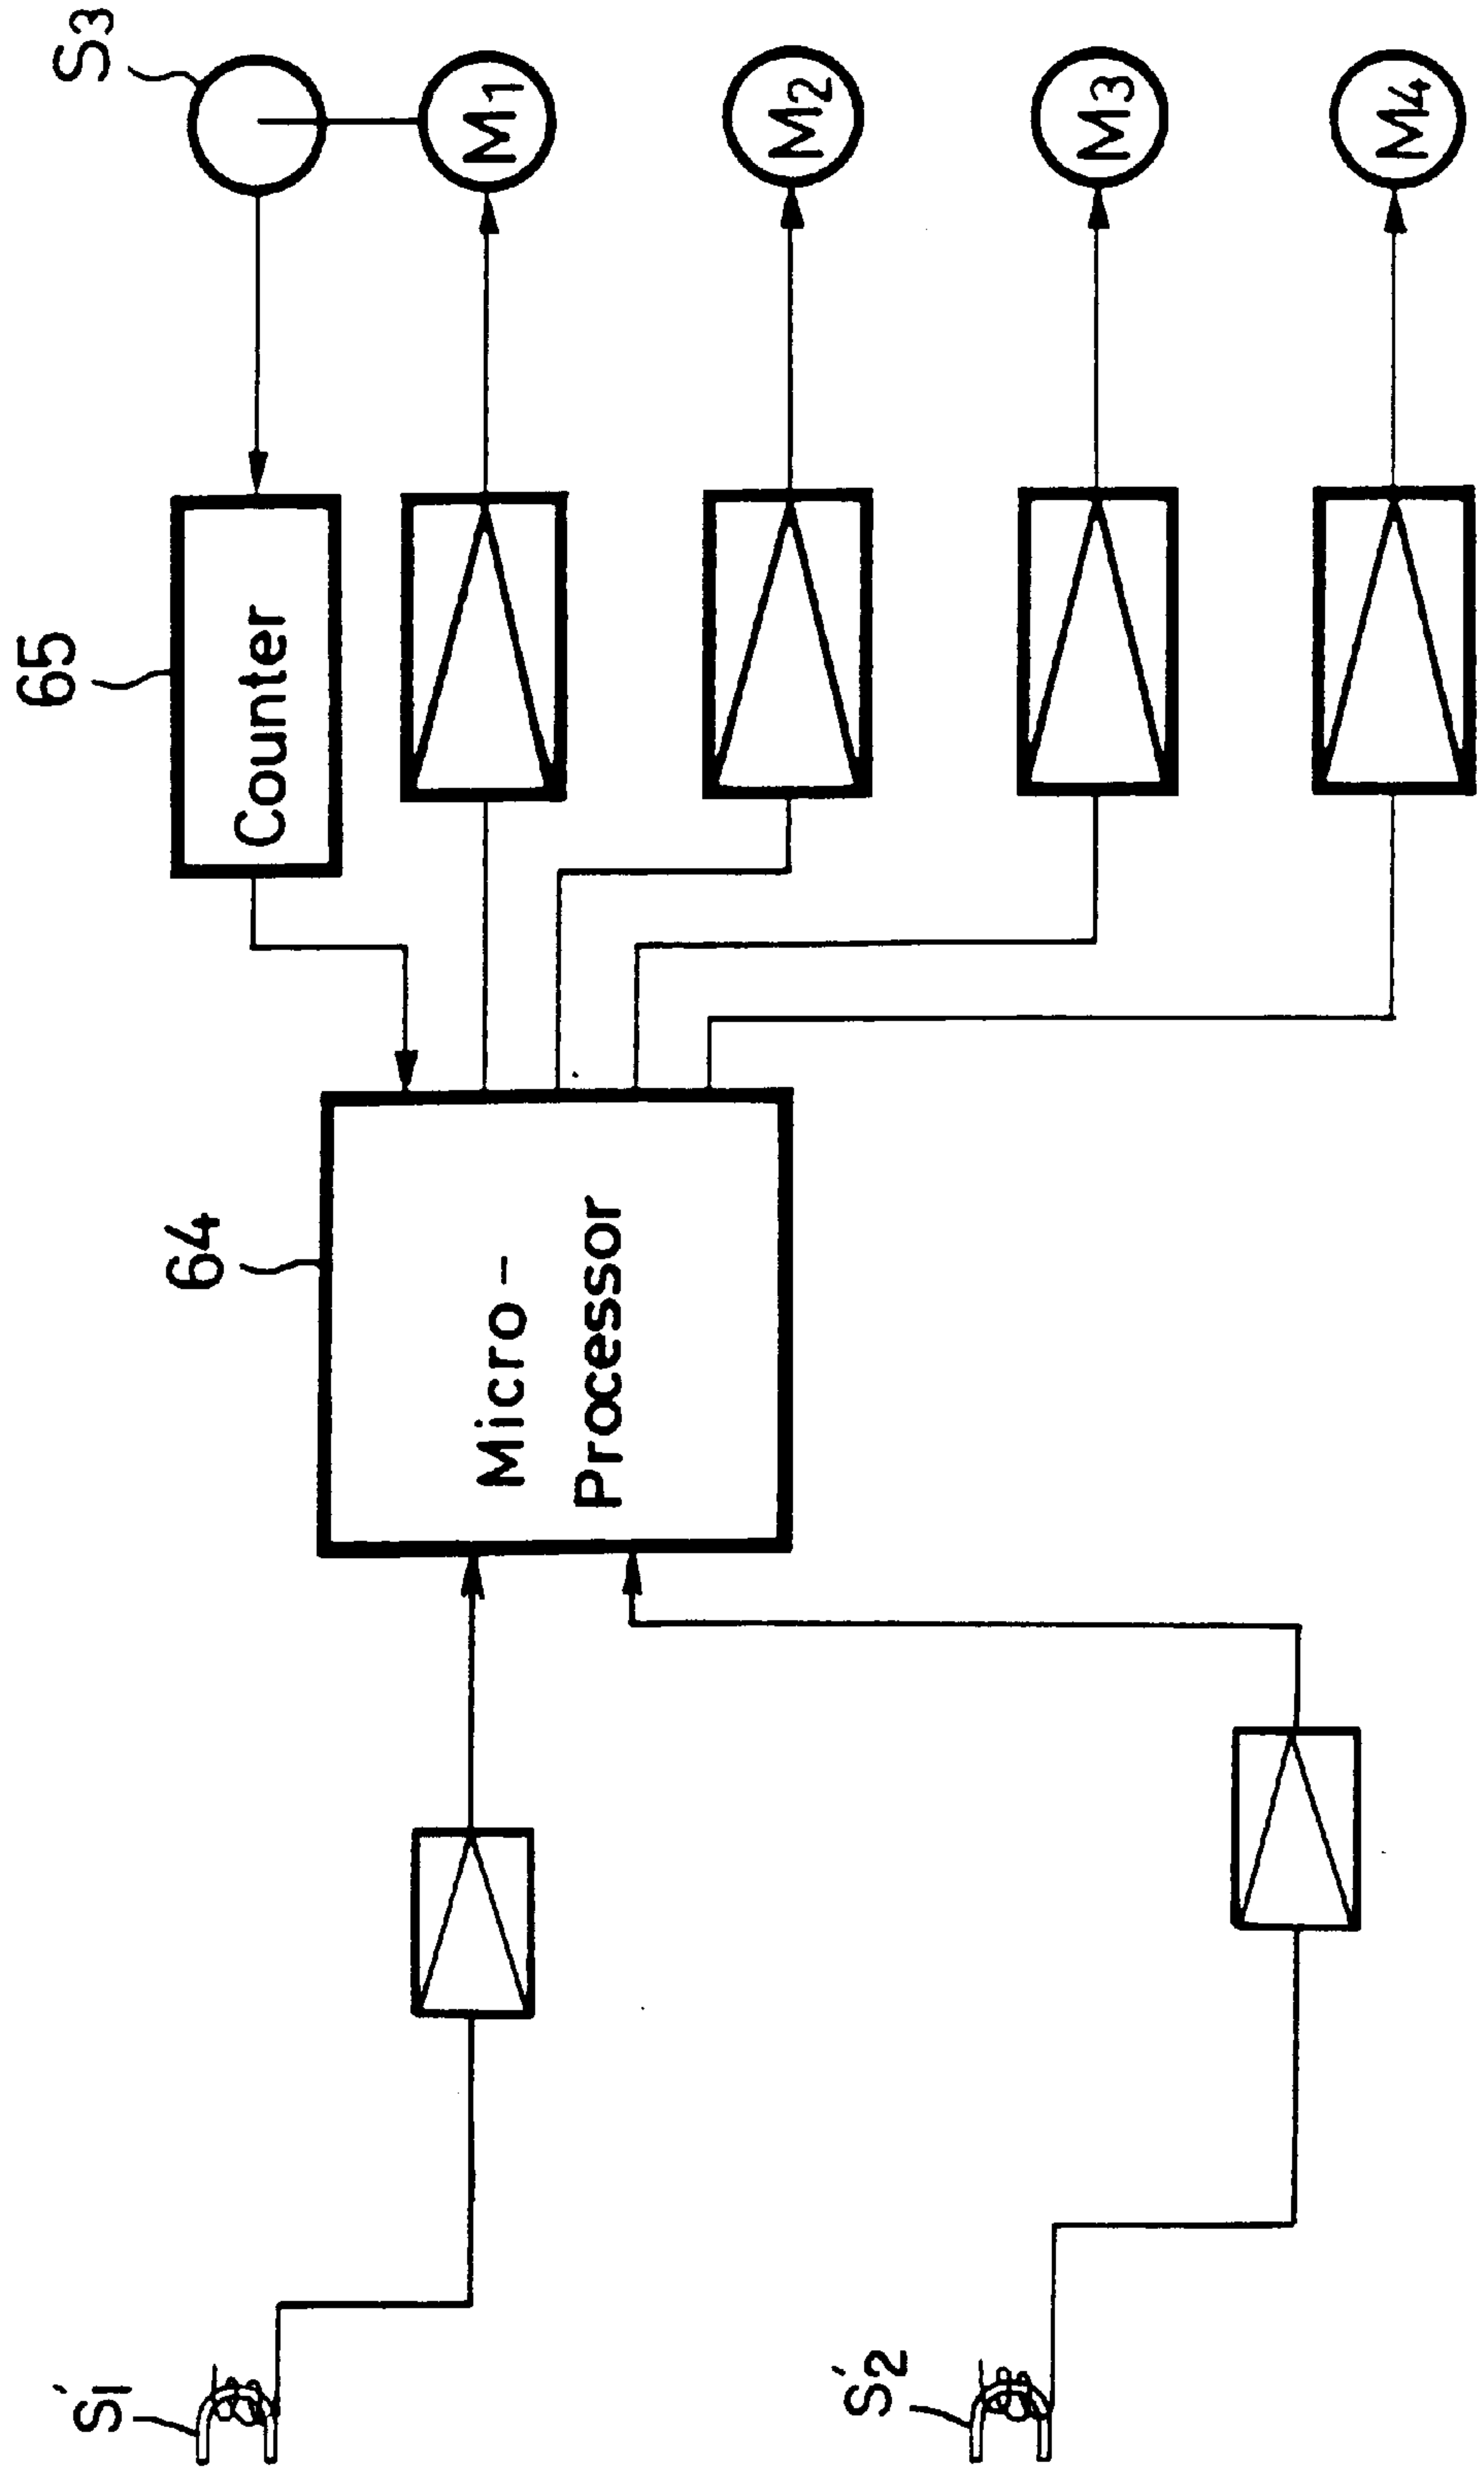 S'1
S'2
64
Micro-
Processor
65
Counter
S3
M1
M2
M3
M4